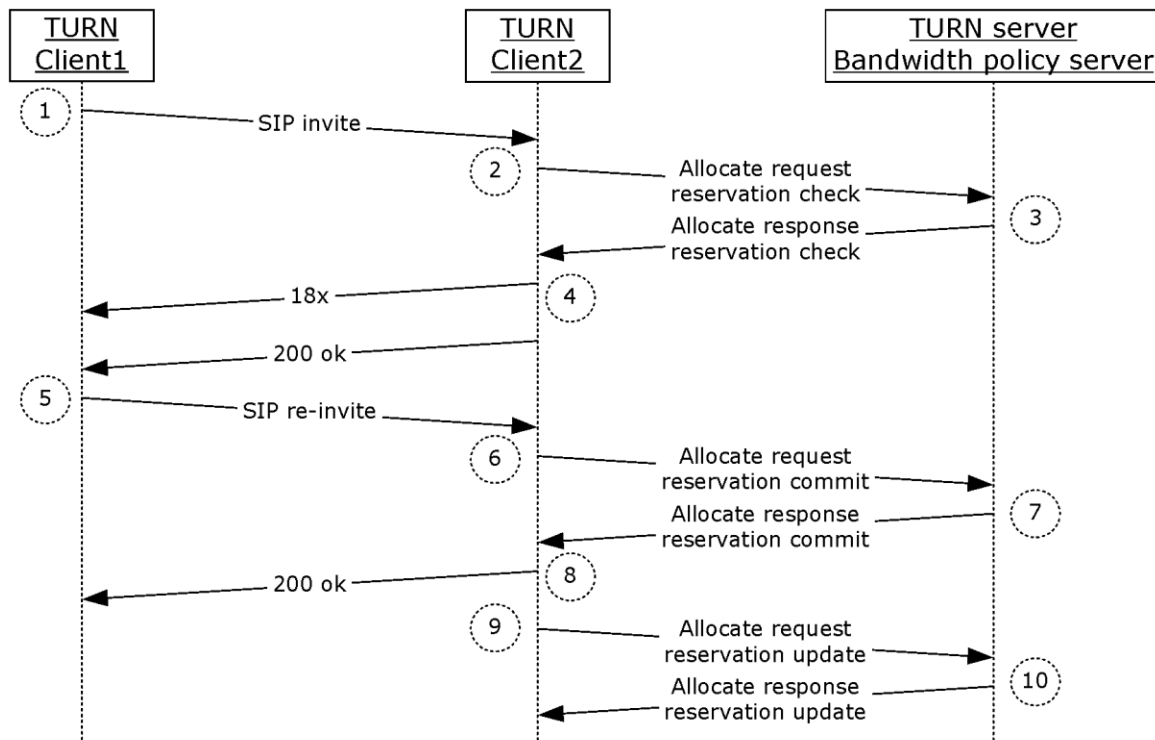 TURN
Client1
TURN
Client2
TURN server
Bandwidth policy server
1
SIP invite
2
Allocate request
reservation check
3
Allocate response
reservation check
4
18x
200 ok
5
SIP re-invite
6
Allocate request
reservation commit
7
Allocate response
reservation commit
8
200 ok
9
Allocate request
reservation update
10
Allocate response
reservation update